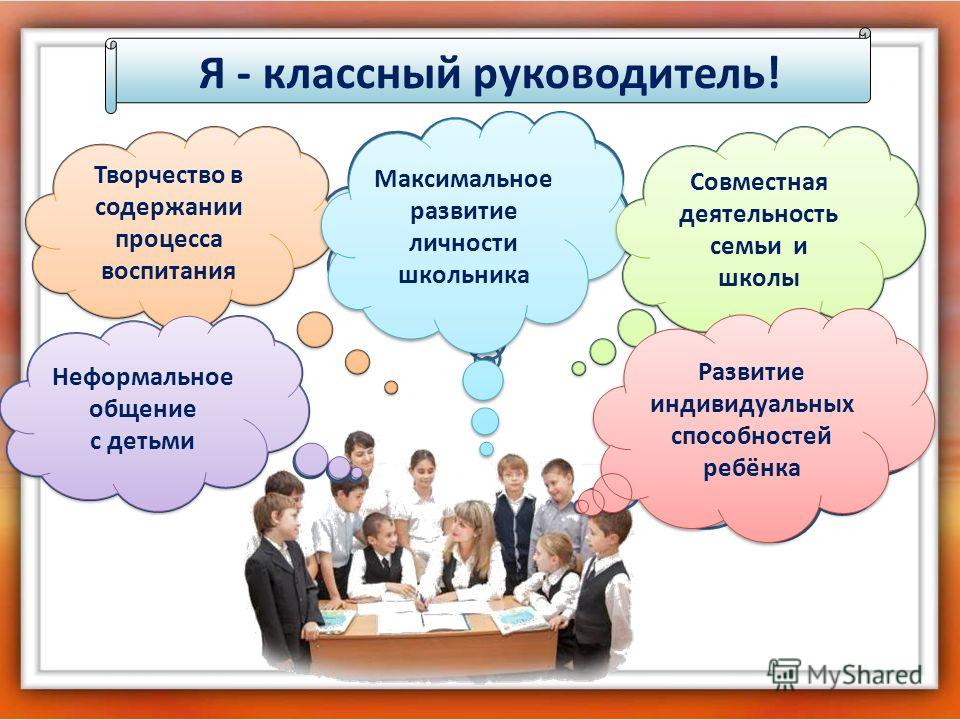 Я - классный руководитель!
Творчество в
содержании
процесса
воспитания
Максимальное
развитие
личности
школьника
Совместная
деятельность
семьи и
школы
Неформальное
общение
с детьми
Развитие
индивидуальных
способностей
ребёнка
MyShared